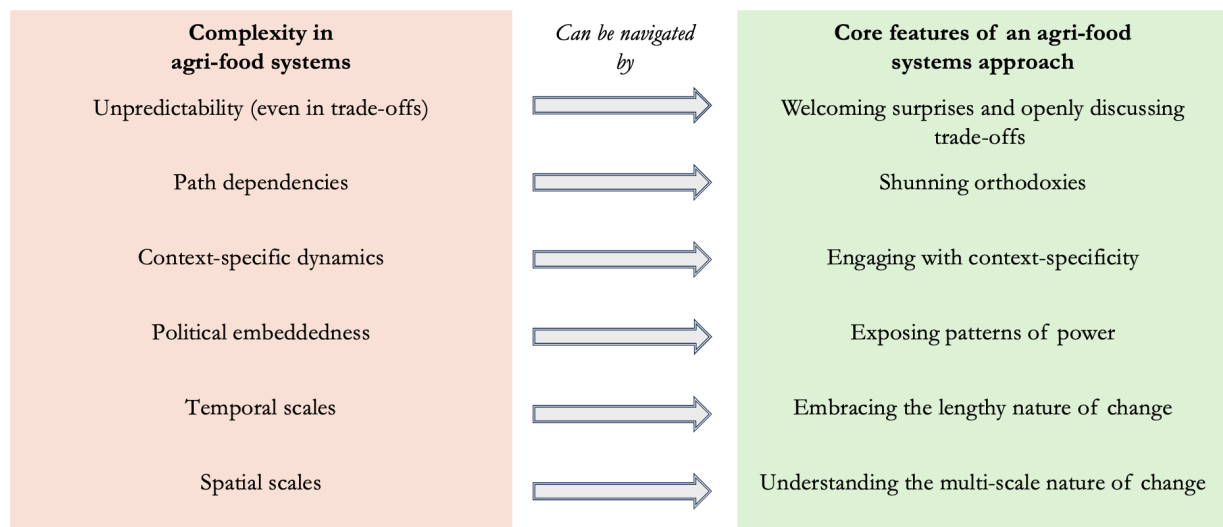 Complexity in
agri-food systems
Can be navigated
by
Core features of an agri-food
systems approach
Unpredictability (even in trade-offs)
Welcoming surprises and openly discussing
trade-offs
Path dependencies
Shunning orthodoxies
Context-specific dynamics
Engaging with context-specificity
Political embeddedness
Exposing patterns of power
Temporal scales
Embracing the lengthy nature of change
Spatial scales
Understanding the multi-scale nature of change